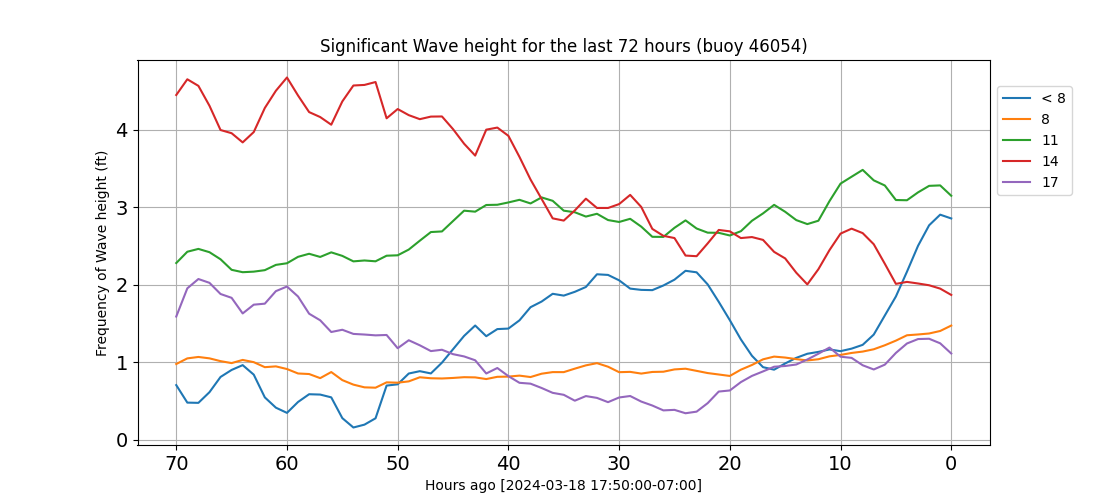 Significant Wave height for the last 72 hours (buoy 46054)
Frequency of Wave height (ft)
4
3
2
1
0
70 60 50 40 30 20 10 0
Hours ago [2024-03-18 17:50:00-07:00]
< 8
8
11
14
17